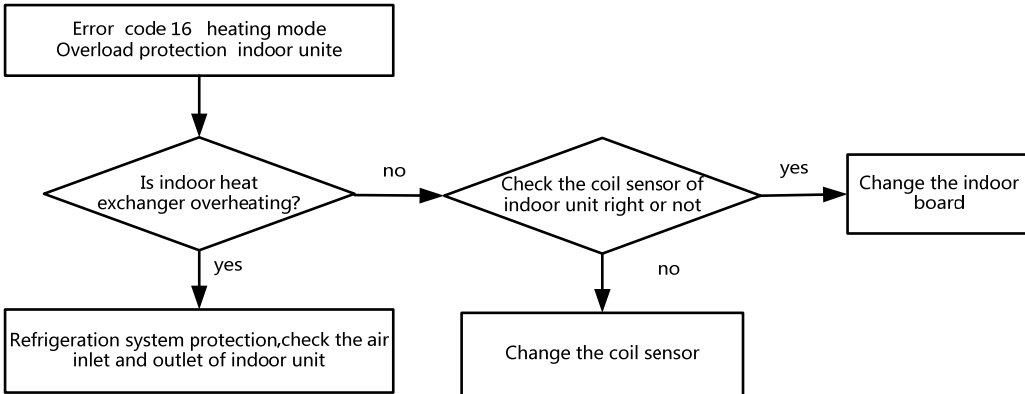 Error code 16 heating mode
Overload protection indoor unite
Is indoor heat
exchanger overheating?
no
Check the coil sensor of
indoor unit right or not
yes
Change the indoor
board
yes
no
Refrigeration system protection,check the air
inlet and outlet of indoor unit
Change the coil sensor